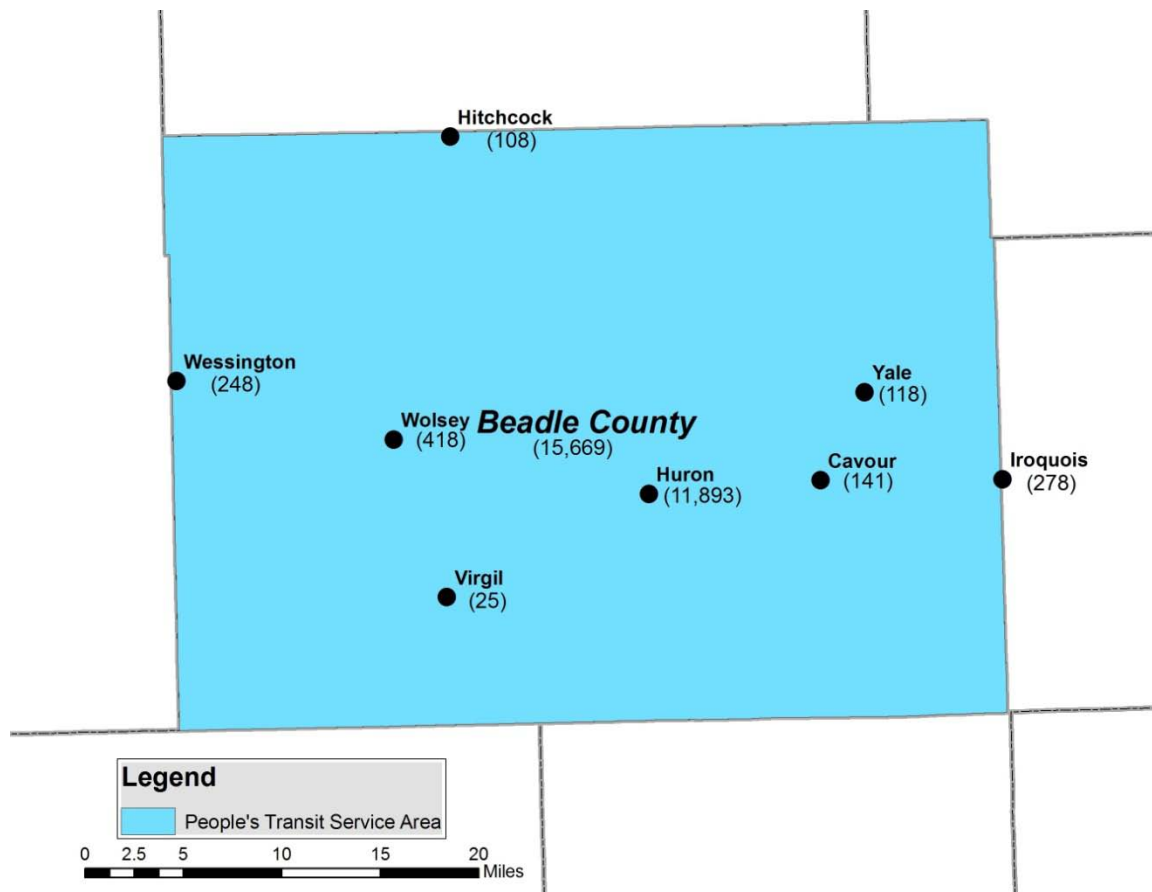 Hitchcock
(108)
Wessington
(248)
Yale
(118)
Wolsey
(418)
Beadle County
(15,669)
Cavour
(141)
Iroquois
(278)
Huron
(11,893)
Virgil
(25)
Legend
People's Transit Service Area
0 2.5 5 10 15 20
Miles